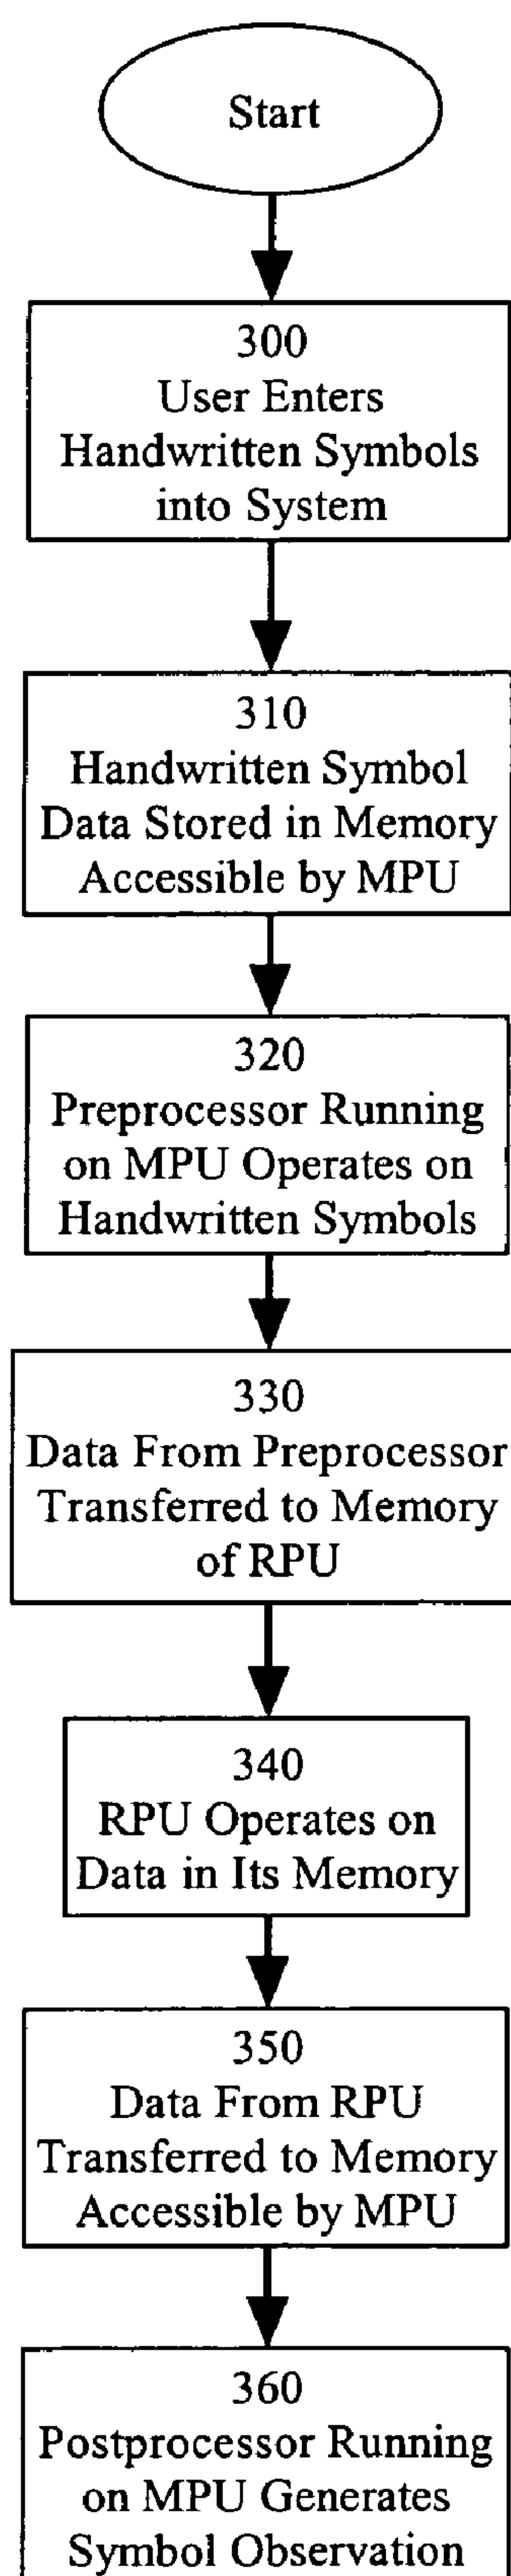 Start
300
User Enters
Handwritten Symbols
into System
310
Handwritten Symbol
Data Stored in Memory
Accessible by MPU
320
Preprocessor Running
on MPU Operates on
Handwritten Symbols
330
Data From Preprocessor
Transferred to Memory
of RPU
340
RPU Operates on
Data in Its Memory
350
Data From RPU
Transferred to Memory
Accessible by MPU
360
Postprocessor Running
on MPU Generates
Symbol Observation